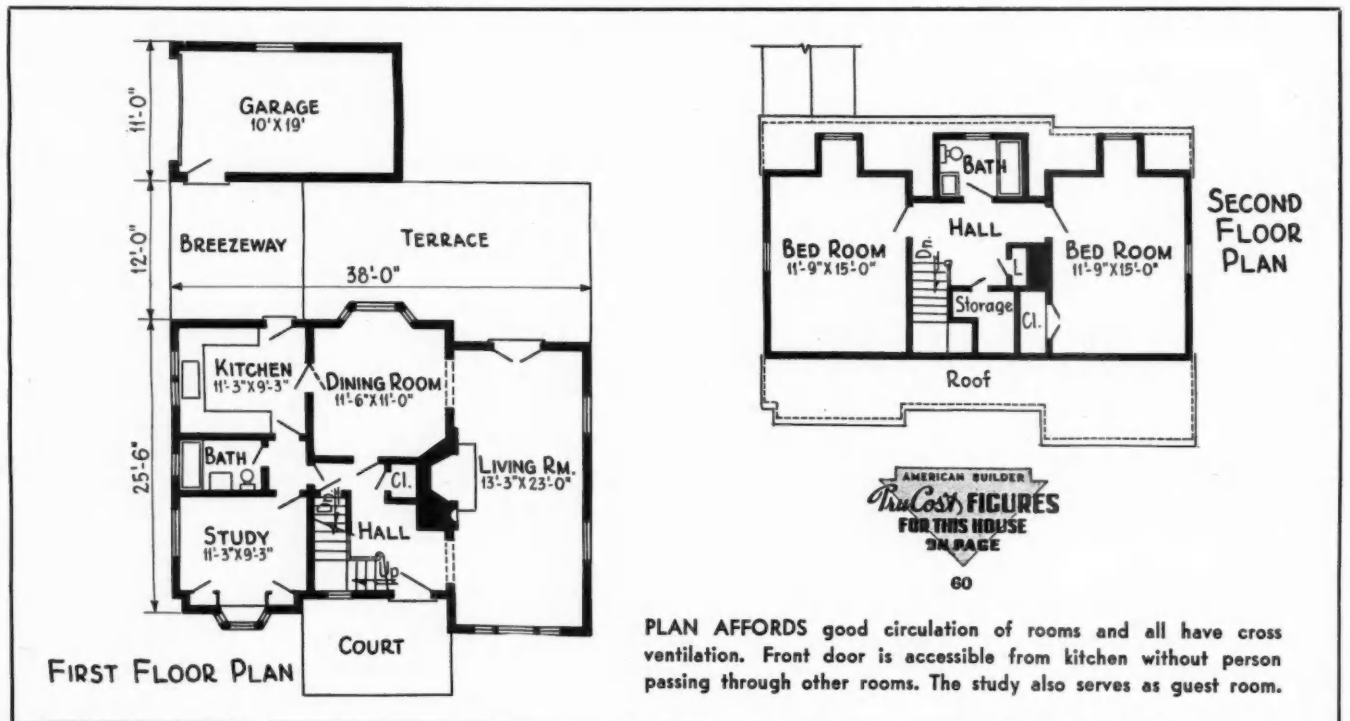 11'-0"
GARAGE
10'X19'
12'-0"
BREEZEWAY
TERRACE
38'-0"
25'-6"
KITCHEN
11'-3"X9'-3"
DINING ROOM
11'-6"X11'-0"
BATH
Cl.
LIVING RM.
13'-3"X23'-0"
Dn.
STUDY
11'-3"X9'-3"
HALL
Up
COURT
FIRST FLOOR PLAN
BATH
SECOND
FLOOR
PLAN
HALL
BED ROOM
11'-9"X15'-0"
Dn.
L
BED ROOM
11'-9"X15'-0"
Storage
Cl.
Roof
AMERICAN BUILDER
TruCost FIGURES
FOR THIS HOUSE
ON PAGE
60
PLAN AFFORDS good circulation of rooms and all have cross
ventilation. Front door is accessible from kitchen without person
passing through other rooms. The study also serves as guest room.